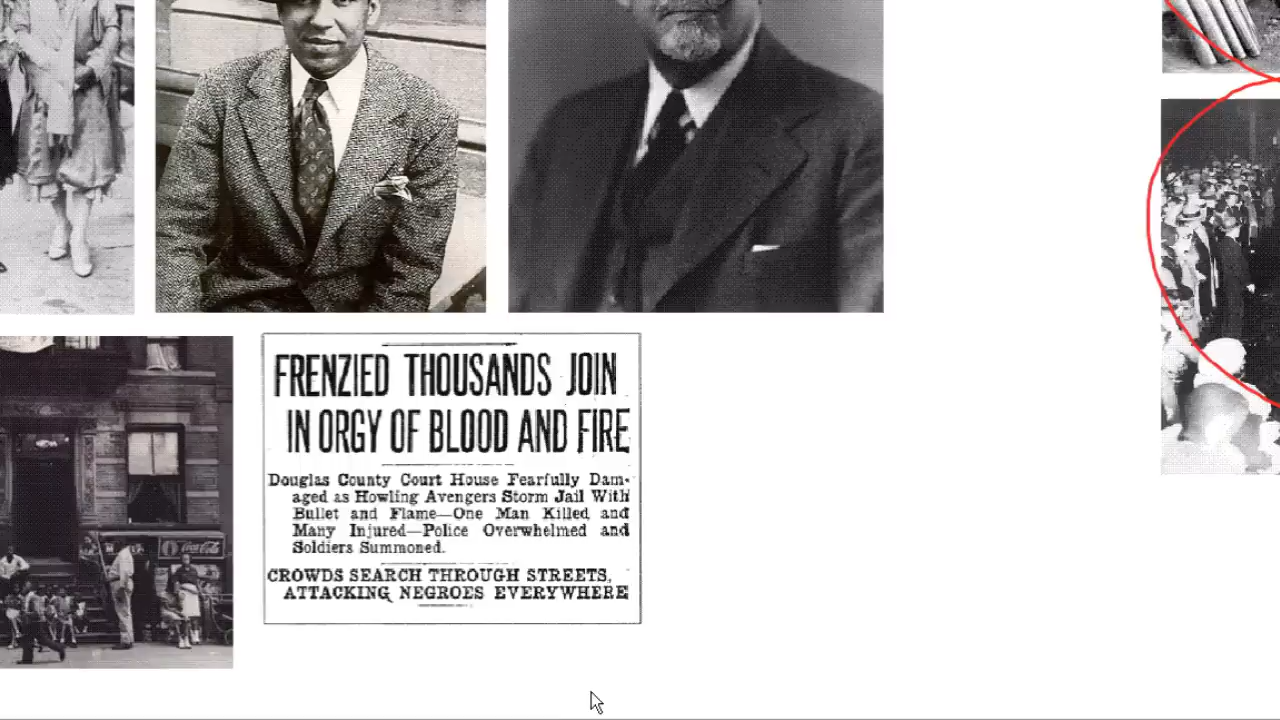 FRENZIED THOUSANDS JOIN
IN ORGY OF BLOOD AND FIRE
Douglas County Court House Fearfully Dam-
aged as Howling Avengers Storm Jail With
Bullet and Flame—One Man Killed and
Many Injured—Police Overwhelmed and
Soldiers Summoned.
CROWDS SEARCH THROUGH STREETS,
ATTACKING NEGROES EVERYWHERE
Coca-Cola